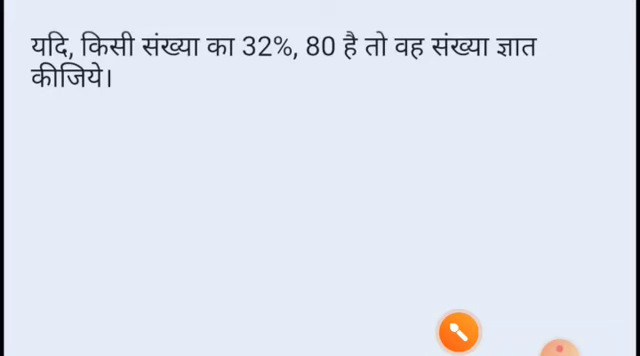 यदि, किसी संख्या का 32%, 80 है तो वह संख्या ज्ञात
कीजिये।